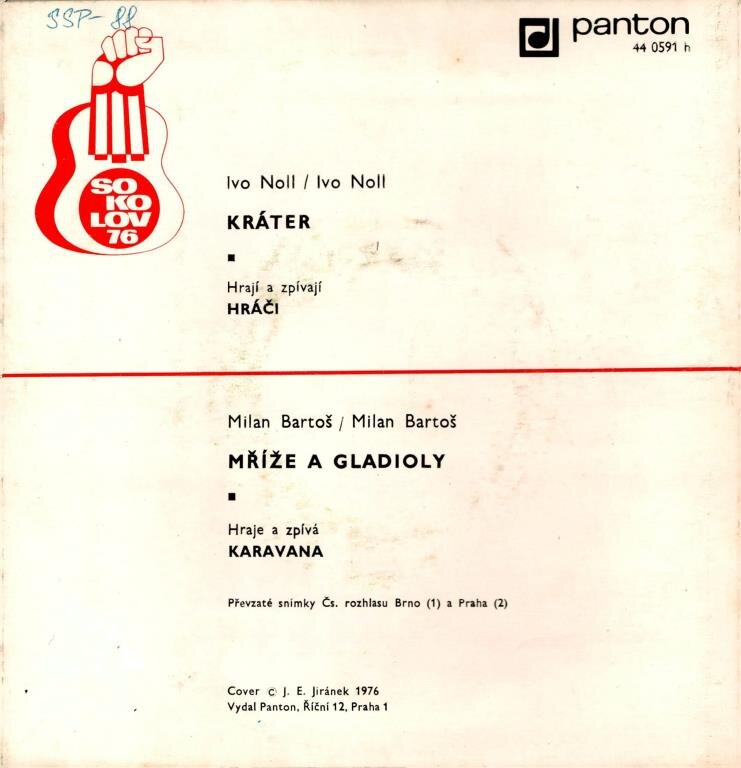 SSP-88
panton
44 0591 h
SO
KO
LOV
76
Ivo Noll / Ivo Noll
KRÁTER
Hrají a zpívají
HRÁČI
Milan Bartoš / Milan Bartoš
MŘÍŽE A GLADIOLY
Hraje a zpívá
KARAVANA
Převzaté snímky Čs. rozhlasu Brno (1) a Praha (2)
Cover © J. E. Jiránek 1976
Vydal Panton, Říční 12, Praha 1